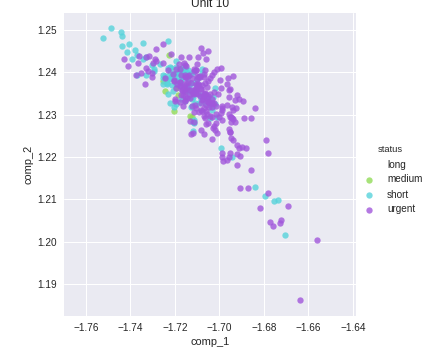 Unit 10
1.25
1.24
1.23
1.22
1.21
1.20
1.19
comp_2
−1.76 −1.74 −1.72 −1.70 −1.68 −1.66 −1.64
comp_1
status
long
medium
short
urgent